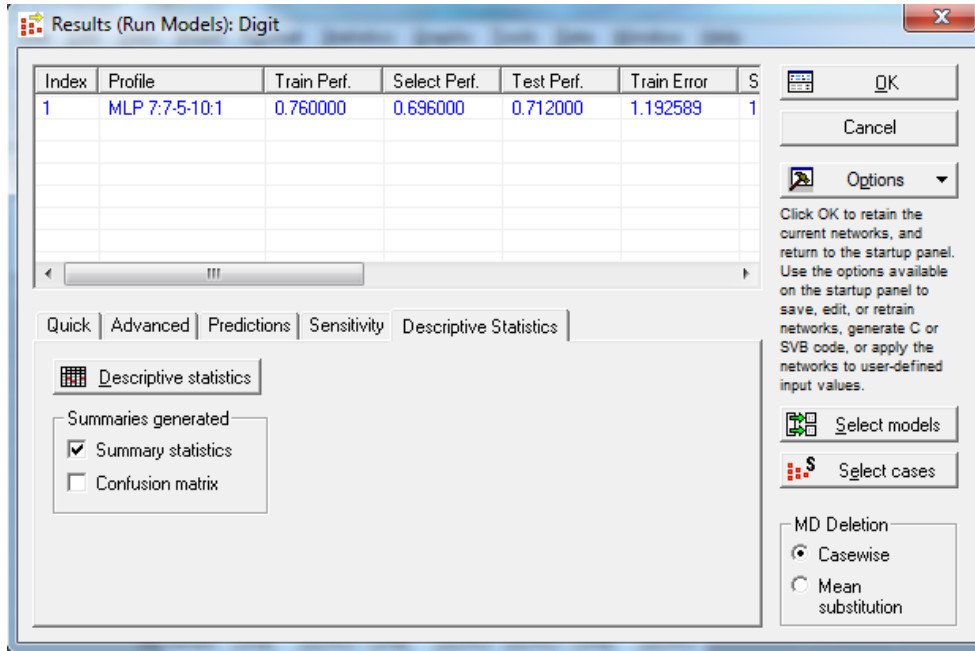 Results (Run Models): Digit
Index Profile Train Perf. Select Perf. Test Perf. Train Error S
1 MLP 7:7-5-10:1 0.760000 0.696000 0.712000 1.192589 1
OK
Cancel
Options
Click OK to retain the
current networks, and
return to the startup panel.
Use the options available
on the startup panel to
save, edit, or retrain
networks, generate C or
SVB code, or apply the
networks to user-defined
input values.
Quick Advanced Predictions Sensitivity Descriptive Statistics
Descriptive statistics
Summaries generated
Summary statistics
Confusion matrix
Select models
Select cases
MD Deletion
Casewise
Mean
substitution